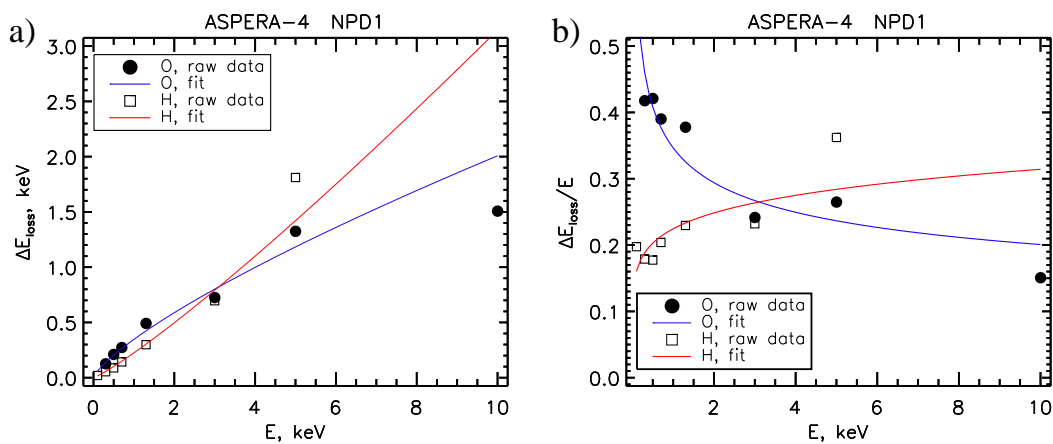 a)
ASPERA-4 NPD1
3.0
2.5
2.0
1.5
1.0
0.5
0.0
ΔE_loss, keV
O, raw data
O, fit
H, raw data
H, fit
0 2 4 6 8 10
E, keV
b)
ASPERA-4 NPD1
0.5
0.4
0.3
0.2
0.1
0.0
ΔE_loss/E
O, raw data
O, fit
H, raw data
H, fit
2 4 6 8 10
E, keV